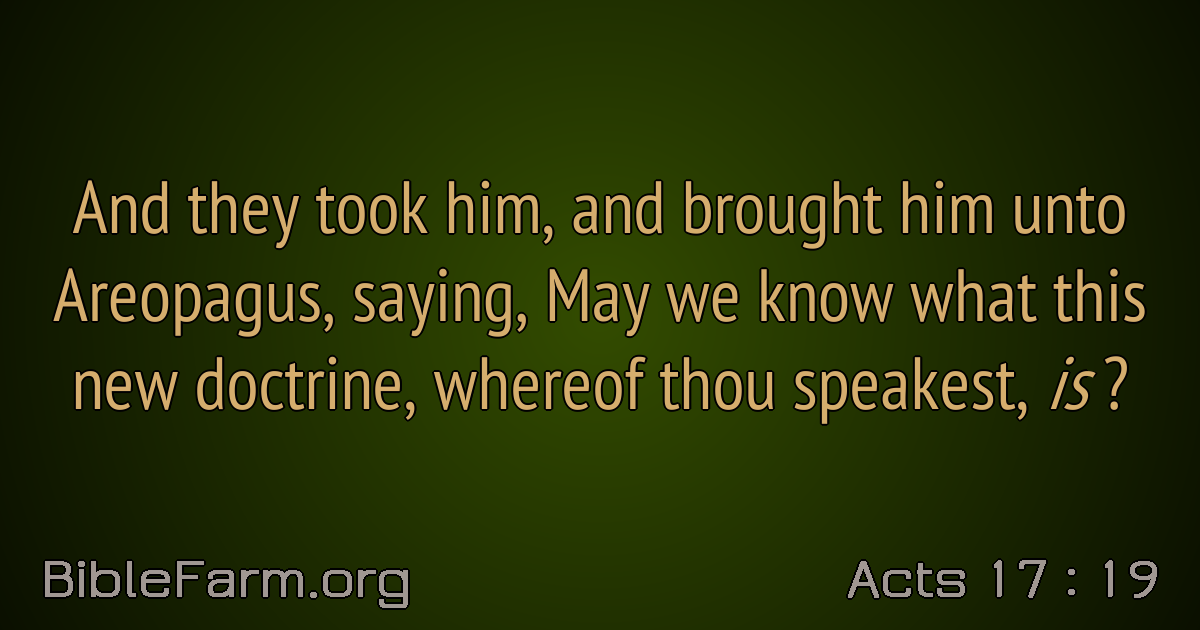 And they took him, and brought him unto
Areopagus, saying, May we know what this
new doctrine, whereof thou speakest, is ?
BibleFarm.org
Acts 17 : 19